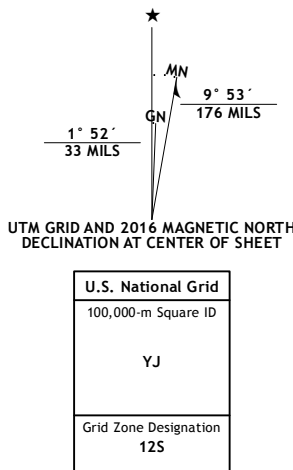 ★
MN
GN
9° 53´
176 MILS
1° 52´
33 MILS
UTM GRID AND 2016 MAGNETIC NORTH
DECLINATION AT CENTER OF SHEET
U.S. National Grid
100,000-m Square ID
YJ
Grid Zone Designation
12S